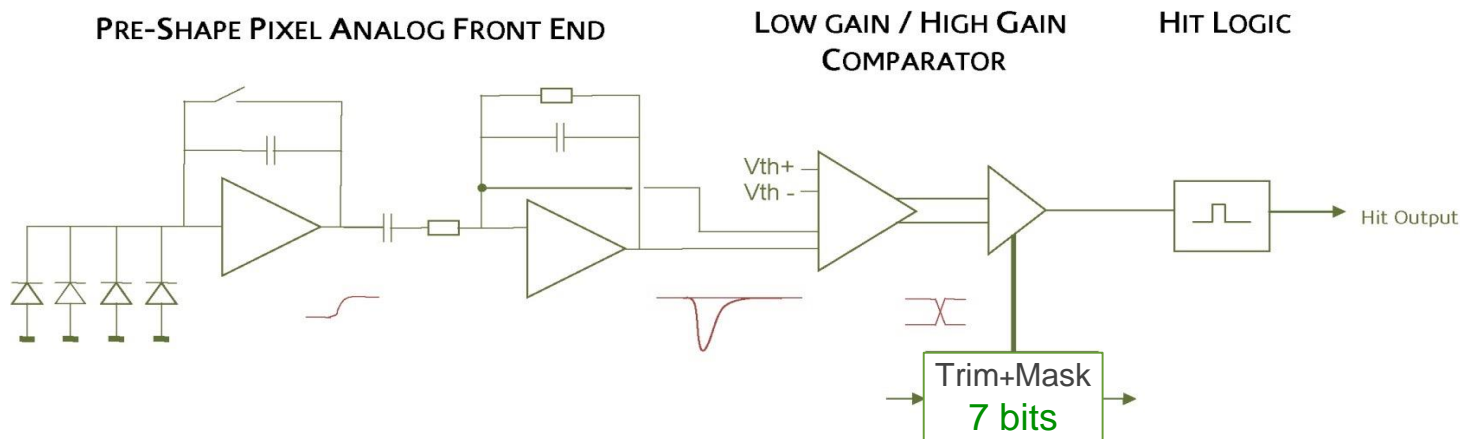 PRE-SHAPE PIXEL ANALOG FRONT END
LOW GAIN / HIGH GAIN
COMPARATOR
HIT LOGIC
Vth+
Vth -
Hit Output
Trim+Mask
7 bits